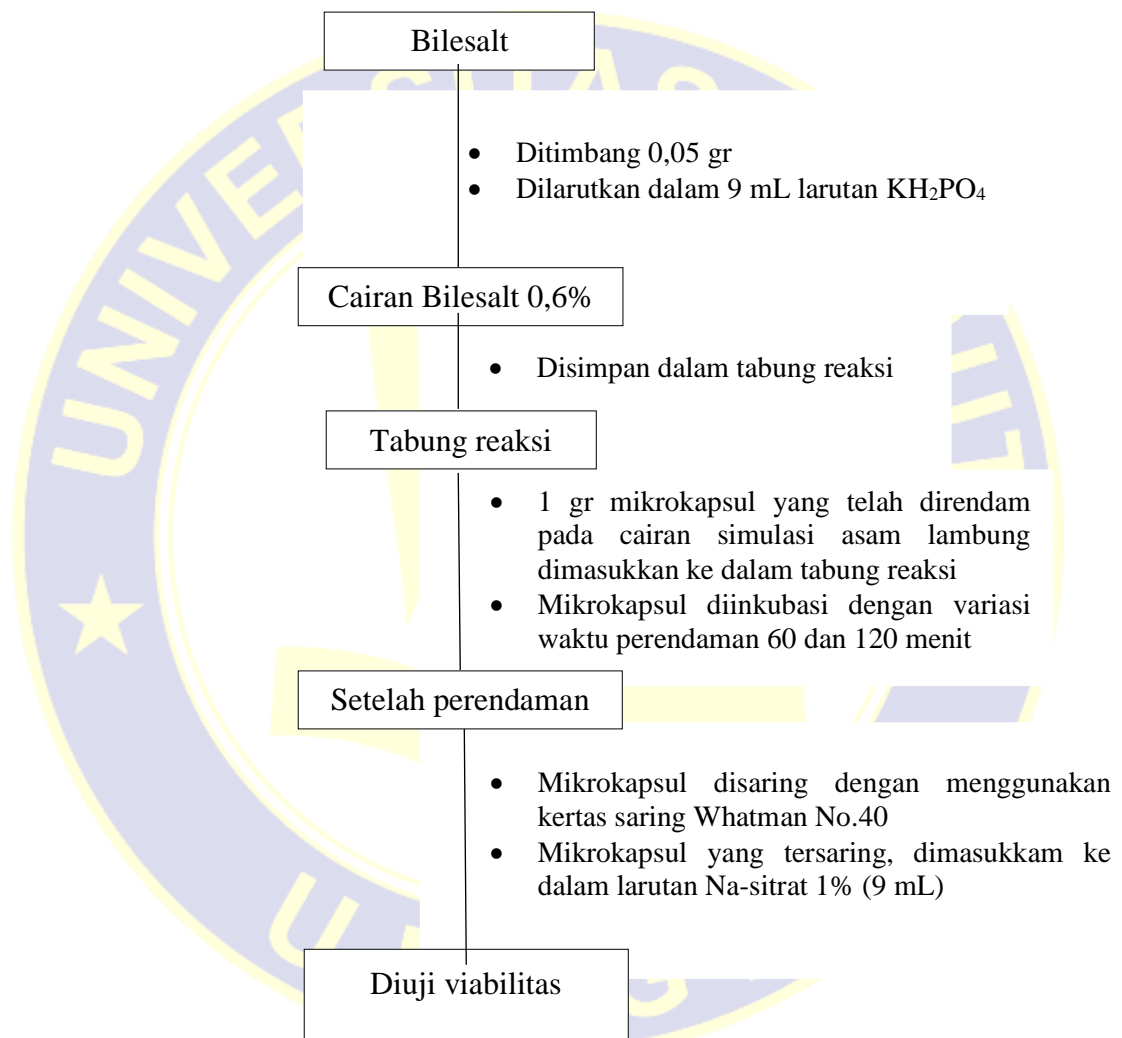 Bilesalt
• Ditimbang 0,05 gr
• Dilarutkan dalam 9 mL larutan KH₂PO₄
Cairan Bilesalt 0,6%
• Disimpan dalam tabung reaksi
Tabung reaksi
• 1 gr mikrokapsul yang telah direndam
pada cairan simulasi asam lambung
dimasukkan ke dalam tabung reaksi
• Mikrokapsul diinkubasi dengan variasi
waktu perendaman 60 dan 120 menit
Setelah perendaman
• Mikrokapsul disaring dengan menggunakan
kertas saring Whatman No.40
• Mikrokapsul yang tersaring, dimasukkam ke
dalam larutan Na-sitrat 1% (9 mL)
Diuji viabilitas